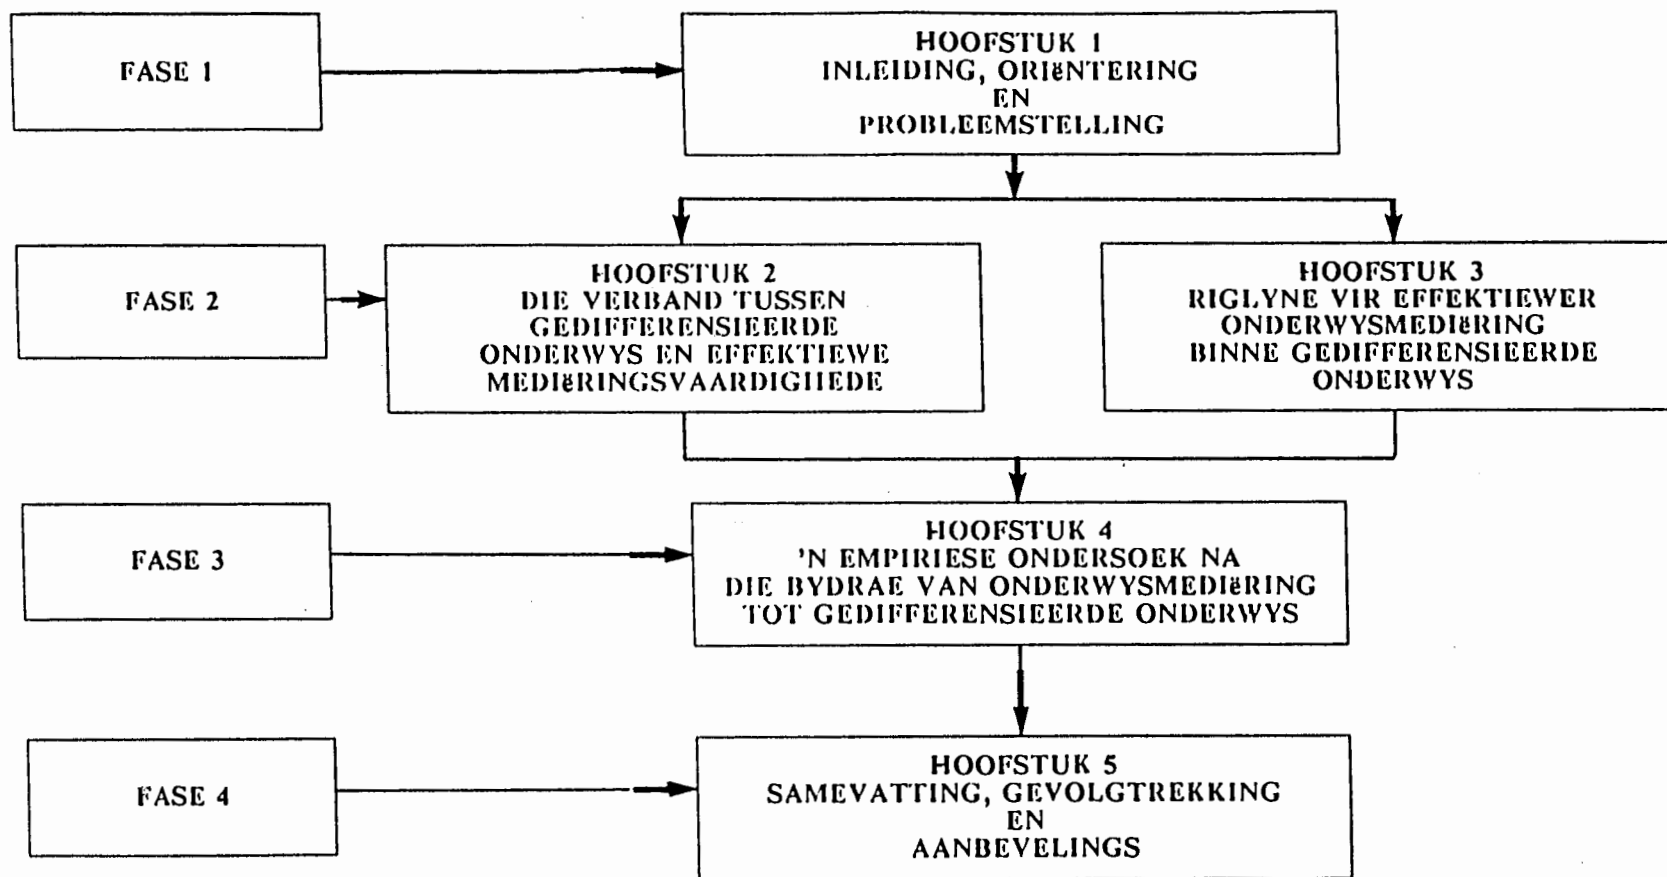 FASE 1
HOOFSTUK 1
INLEIDING, ORIëNTERING
EN
PROBLEEMSTELLING
FASE 2
HOOFSTUK 2
DIE VERBAND TUSSEN
GEDIFFERENSIEERDE
ONDERWYS EN EFFEKTIEWE
MEDIëRINGSVAARDIGHEDE
HOOFSTUK 3
RIGLYNE VIR EFFEKTIEWER
ONDERWYSMEDIëRING
BINNE GEDIFFERENSIEERDE
ONDERWYS
FASE 3
HOOFSTUK 4
'N EMPIRIESE ONDERSOEK NA
DIE BYDRAE VAN ONDERWYSMEDIëRING
TOT GEDIFFERENSIEERDE ONDERWYS
FASE 4
HOOFSTUK 5
SAMEVATTING, GEVOLGTREKKING
EN
AANBEVELINGS